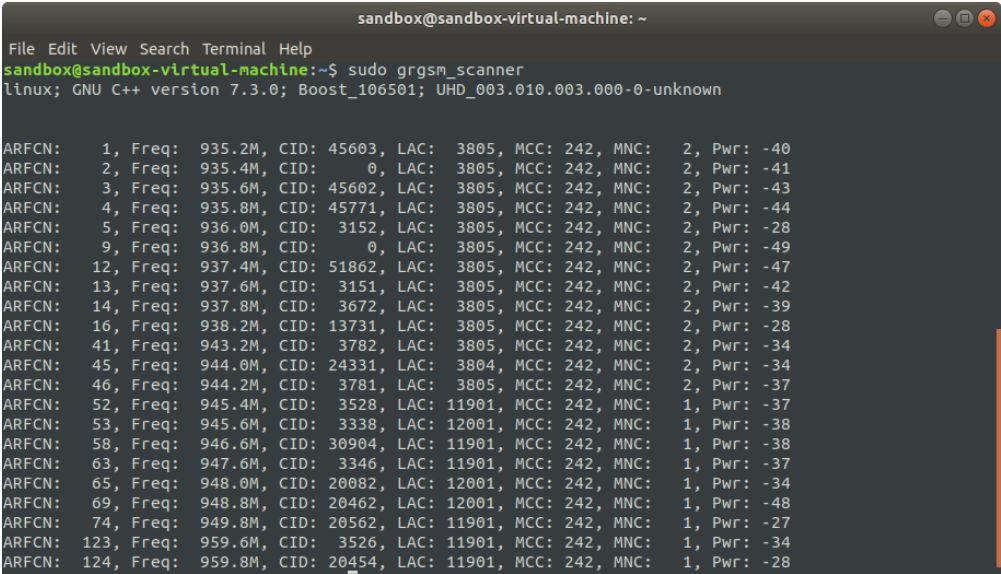 sandbox@sandbox-virtual-machine: ~
File Edit View Search Terminal Help
sandbox@sandbox-virtual-machine:~$ sudo grgsm_scanner
linux; GNU C++ version 7.3.0; Boost_106501; UHD_003.010.003.000-0-unknown
ARFCN:    1, Freq:  935.2M, CID: 45603, LAC:  3805, MCC: 242, MNC:   2, Pwr: -40
ARFCN:    2, Freq:  935.4M, CID:     0, LAC:  3805, MCC: 242, MNC:   2, Pwr: -41
ARFCN:    3, Freq:  935.6M, CID: 45602, LAC:  3805, MCC: 242, MNC:   2, Pwr: -43
ARFCN:    4, Freq:  935.8M, CID: 45771, LAC:  3805, MCC: 242, MNC:   2, Pwr: -44
ARFCN:    5, Freq:  936.0M, CID:  3152, LAC:  3805, MCC: 242, MNC:   2, Pwr: -28
ARFCN:    9, Freq:  936.8M, CID:     0, LAC:  3805, MCC: 242, MNC:   2, Pwr: -49
ARFCN:   12, Freq:  937.4M, CID: 51862, LAC:  3805, MCC: 242, MNC:   2, Pwr: -47
ARFCN:   13, Freq:  937.6M, CID:  3151, LAC:  3805, MCC: 242, MNC:   2, Pwr: -42
ARFCN:   14, Freq:  937.8M, CID:  3672, LAC:  3805, MCC: 242, MNC:   2, Pwr: -39
ARFCN:   16, Freq:  938.2M, CID: 13731, LAC:  3805, MCC: 242, MNC:   2, Pwr: -28
ARFCN:   41, Freq:  943.2M, CID:  3782, LAC:  3805, MCC: 242, MNC:   2, Pwr: -34
ARFCN:   45, Freq:  944.0M, CID: 24331, LAC:  3804, MCC: 242, MNC:   2, Pwr: -34
ARFCN:   46, Freq:  944.2M, CID:  3781, LAC:  3805, MCC: 242, MNC:   2, Pwr: -37
ARFCN:   52, Freq:  945.4M, CID:  3528, LAC: 11901, MCC: 242, MNC:   1, Pwr: -37
ARFCN:   53, Freq:  945.6M, CID:  3338, LAC: 12001, MCC: 242, MNC:   1, Pwr: -38
ARFCN:   58, Freq:  946.6M, CID: 30904, LAC: 11901, MCC: 242, MNC:   1, Pwr: -38
ARFCN:   63, Freq:  947.6M, CID:  3346, LAC: 11901, MCC: 242, MNC:   1, Pwr: -37
ARFCN:   65, Freq:  948.0M, CID: 20082, LAC: 12001, MCC: 242, MNC:   1, Pwr: -34
ARFCN:   69, Freq:  948.8M, CID: 20462, LAC: 12001, MCC: 242, MNC:   1, Pwr: -48
ARFCN:   74, Freq:  949.8M, CID: 20562, LAC: 11901, MCC: 242, MNC:   1, Pwr: -27
ARFCN:  123, Freq:  959.6M, CID:  3526, LAC: 11901, MCC: 242, MNC:   1, Pwr: -34
ARFCN:  124, Freq:  959.8M, CID: 20454, LAC: 11901, MCC: 242, MNC:   1, Pwr: -28